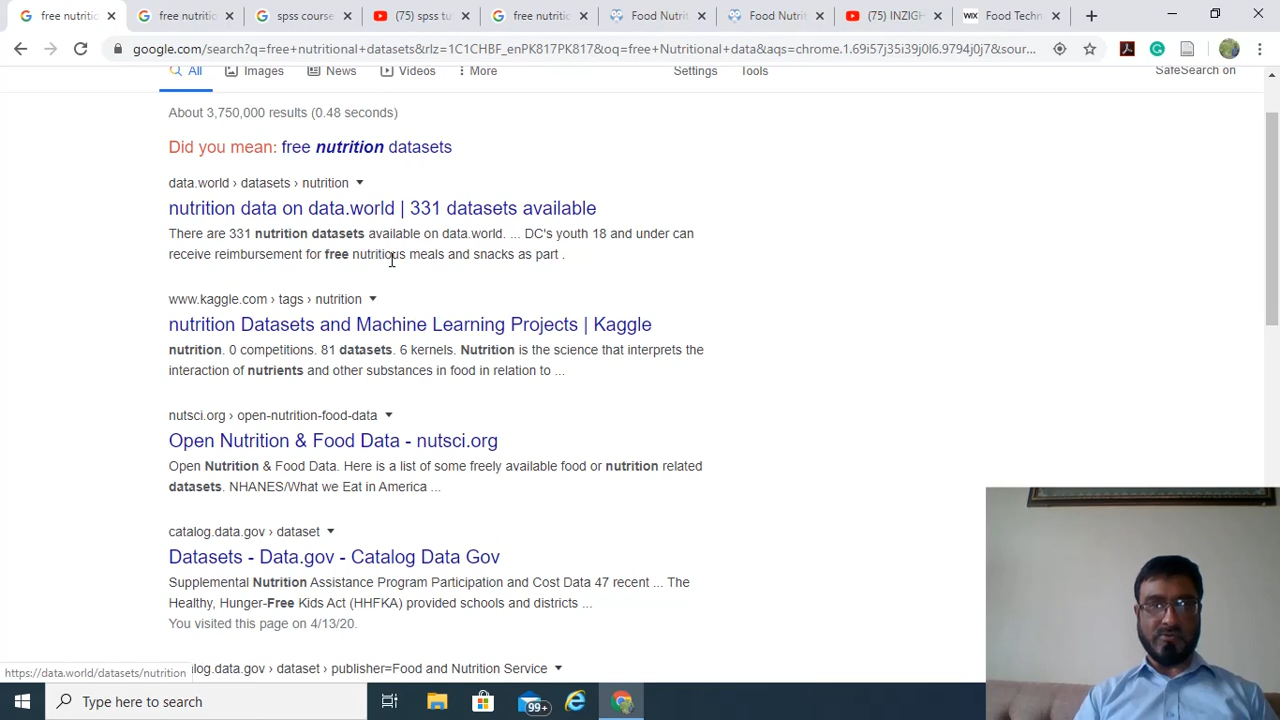 free nutritic
free nutritic
spss course
(75) spss tu
free nutritic
Food Nutrit
Food Nutrit
(75) INZIGH
WIX Food Techn
google.com/search?q=free+nutritional+datasets&rlz=1C1CHBF_enPK817PK817&oq=free+Nutritional+data&aqs=chrome.1.69i57j35i39j0l6.9794j0j7&sour...
All
Images
News
Videos
More
Settings
Tools
SafeSearch on
About 3,750,000 results (0.48 seconds)
Did you mean: free nutrition datasets
data.world › datasets › nutrition
nutrition data on data.world | 331 datasets available
There are 331 nutrition datasets available on data.world. ... DC's youth 18 and under can
receive reimbursement for free nutritious meals and snacks as part .
www.kaggle.com › tags › nutrition
nutrition Datasets and Machine Learning Projects | Kaggle
nutrition. 0 competitions. 81 datasets. 6 kernels. Nutrition is the science that interprets the
interaction of nutrients and other substances in food in relation to ...
nutsci.org › open-nutrition-food-data
Open Nutrition & Food Data - nutsci.org
Open Nutrition & Food Data. Here is a list of some freely available food or nutrition related
datasets. NHANES/What we Eat in America ...
catalog.data.gov › dataset
Datasets - Data.gov - Catalog Data Gov
Supplemental Nutrition Assistance Program Participation and Cost Data 47 recent ... The
Healthy, Hunger-Free Kids Act (HHFKA) provided schools and districts ...
You visited this page on 4/13/20.
alog.data.gov › dataset › publisher=Food and Nutrition Service
https://data.world/datasets/nutrition
Type here to search
99+